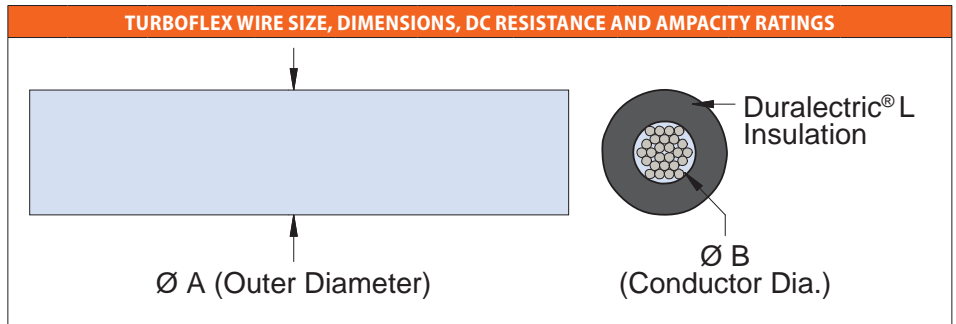 TURBOFLEX WIRE SIZE, DIMENSIONS, DC RESISTANCE AND AMPACITY RATINGS
Duralectric® L
Insulation
Ø A (Outer Diameter)
Ø B
(Conductor Dia.)